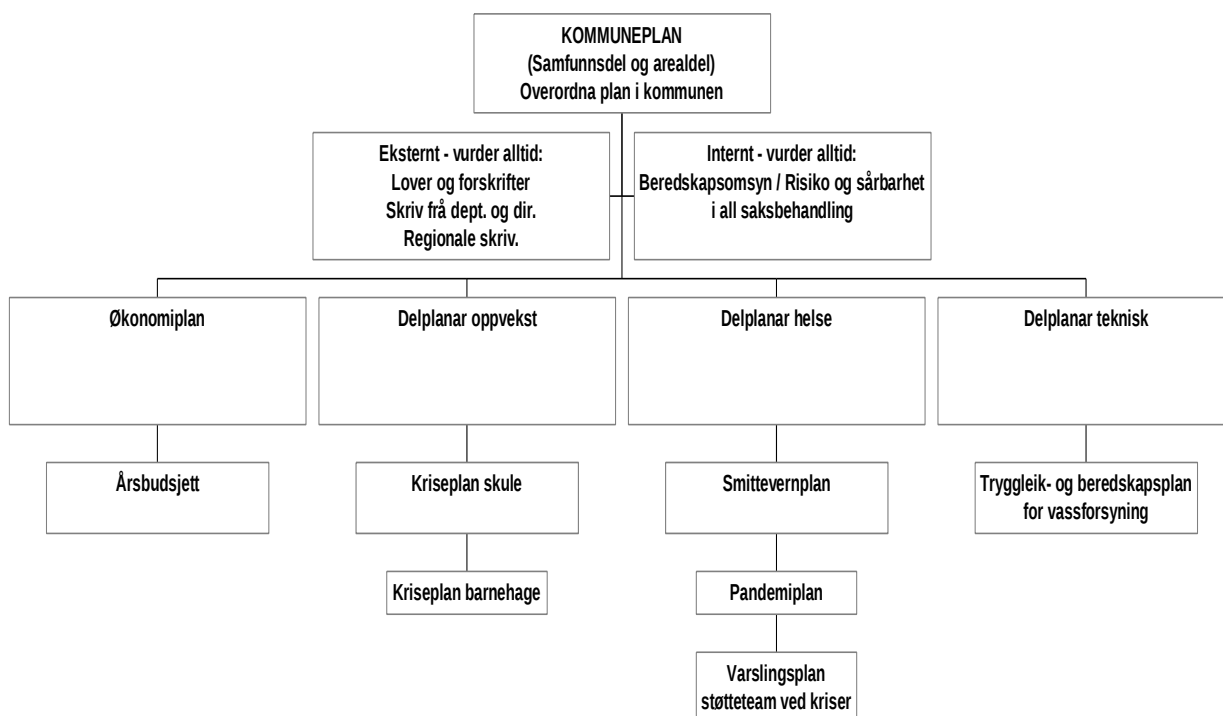 KOMMUNEPLAN
(Samfunnsdel og arealdel)
Overordna plan i kommunen
Eksternt - vurder alltid:
Lover og forskrifter
Skriv frå dept. og dir.
Regionale skriv.
Internt - vurder alltid:
Beredskapsomsyn / Risiko og sårbarhet
i all saksbehandling
Økonomiplan
Delplanar oppvekst
Delplanar helse
Delplanar teknisk
Årsbudsjett
Kriseplan skule
Smittevernplan
Tryggleik- og beredskapsplan
for vassforsyning
Kriseplan barnehage
Pandemiplan
Varslingsplan
støtteteam ved kriser